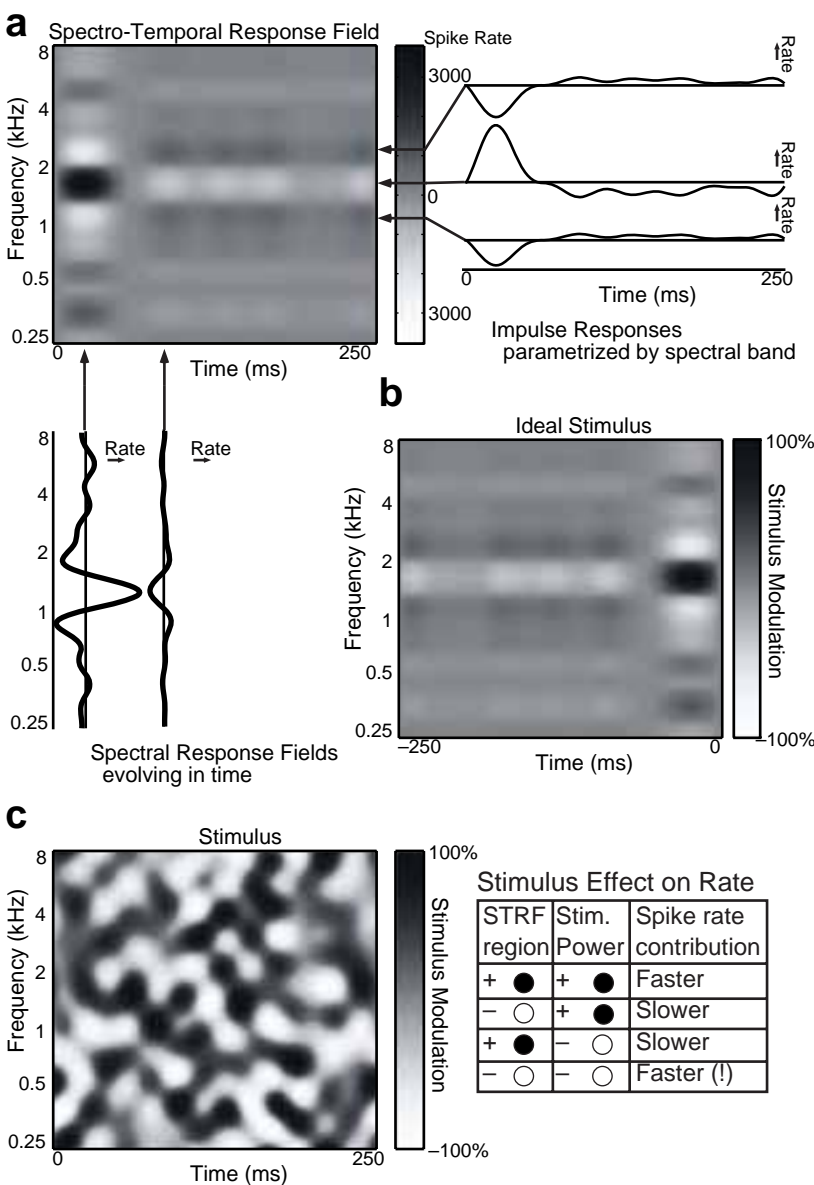 a
Spectro-Temporal Response Field
Spike Rate
8
4
2
1
0.5
0.25
Frequency (kHz)
0
250
Time (ms)
3000
0
3000
Rate
Rate
Rate
0
250
Time (ms)
Impulse Responses
parametrized by spectral band
8
4
2
1
0.5
0.25
Frequency (kHz)
Rate
Rate
Spectral Response Fields
evolving in time
b
Ideal Stimulus
8
4
2
1
0.5
0.25
Frequency (kHz)
−250
0
Time (ms)
100%
−100%
Stimulus Modulation
c
Stimulus
8
4
2
1
0.5
0.25
Frequency (kHz)
0
250
Time (ms)
100%
−100%
Stimulus Modulation
Stimulus Effect on Rate
STRF Stim. Spike rate
region Power contribution
+ + Faster
− + Slower
+ − Slower
− − Faster (!)